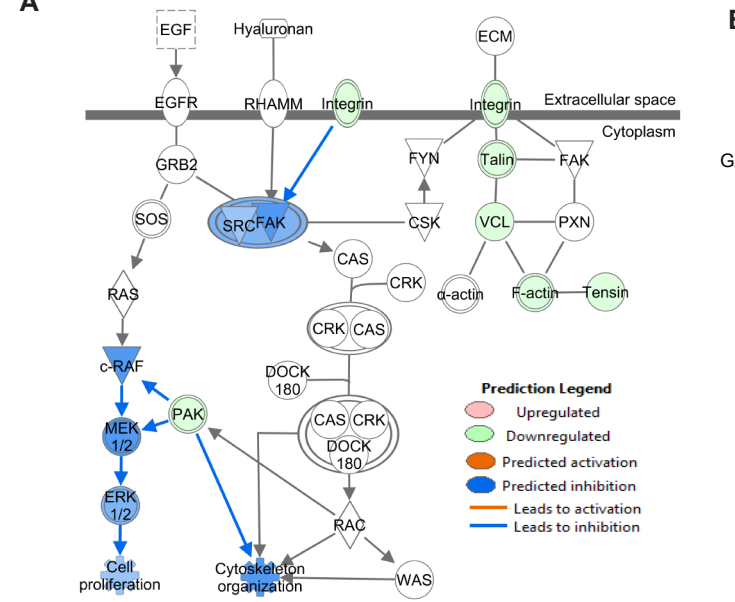 A
B
EGF
Hyaluronan
ECM
EGFR
RHAMM
Integrin
Integrin
Extracellular space
Cytoplasm
GRB2
FYN
Talin
FAK
G
SOS
SRC
FAK
CSK
VCL
PXN
CAS
CRK
RAS
α-actin
F-actin
Tensin
CRK
CAS
c-RAF
DOCK
180
PAK
CAS
CRK
DOCK
180
MEK
1/2
ERK
1/2
RAC
Cell
proliferation
Cytoskeleton
organization
WAS
Prediction Legend
Upregulated
Downregulated
Predicted activation
Predicted inhibition
Leads to activation
Leads to inhibition